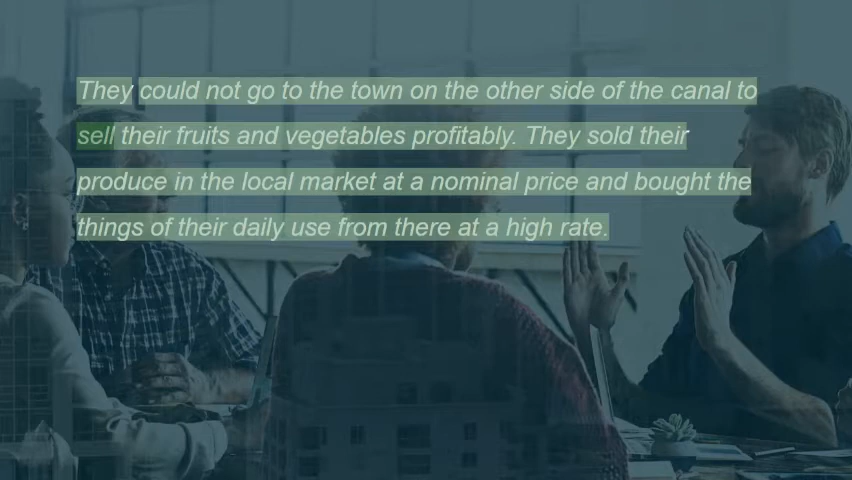 They could not go to the town on the other side of the canal to
sell their fruits and vegetables profitably. They sold their
produce in the local market at a nominal price and bought the
things of their daily use from there at a high rate.